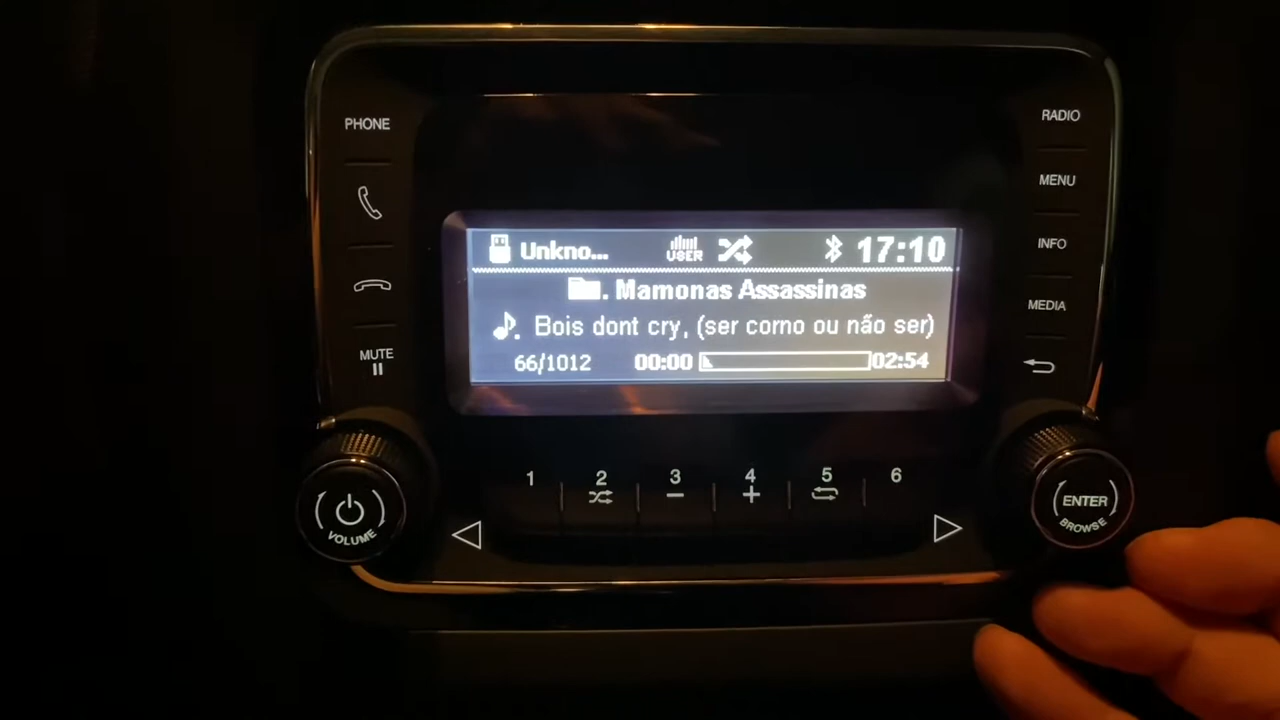 PHONE
MUTE
RADIO
MENU
INFO
MEDIA
Unkno... USER 17:10
. Mamonas Assassinas
Bois dont cry, (ser corno ou não ser)
66/1012 00:00 02:54
1 2 3 4 5 6
− +
VOLUME
ENTER
BROWSE